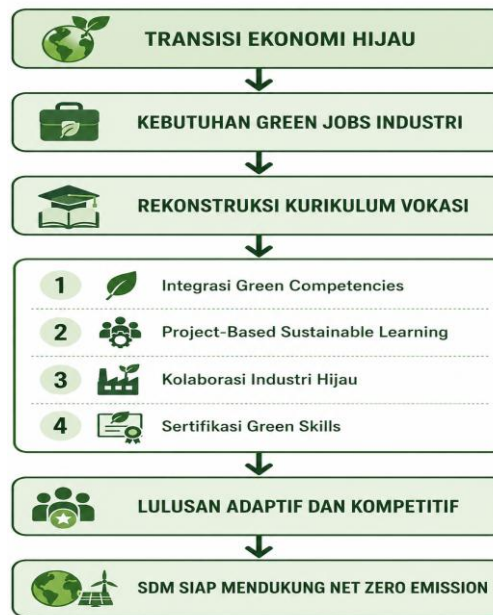 TRANSISI EKONOMI HIJAU
KEBUTUHAN GREEN JOBS INDUSTRI
REKONSTRUKSI KURIKULUM VOKASI
1 Integrasi Green Competencies
2 Project-Based Sustainable Learning
3 Kolaborasi Industri Hijau
4 Sertifikasi Green Skills
LULUSAN ADAPTIF DAN KOMPETITIF
SDM SIAP MENDUKUNG NET ZERO EMISSION